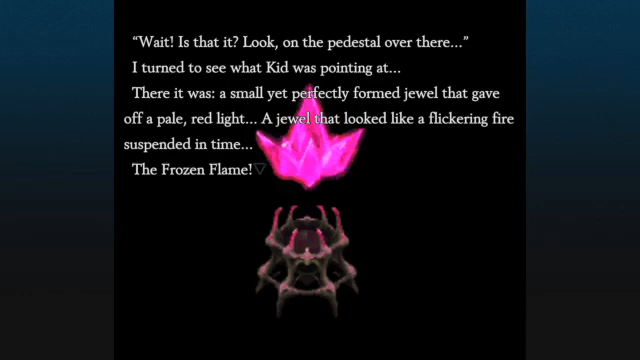 “Wait! Is that it? Look, on the pedestal over there...”
I turned to see what Kid was pointing at...
There it was: a small yet perfectly formed jewel that gave
off a pale, red light... A jewel that looked like a flickering fire
suspended in time...
The Frozen Flame!